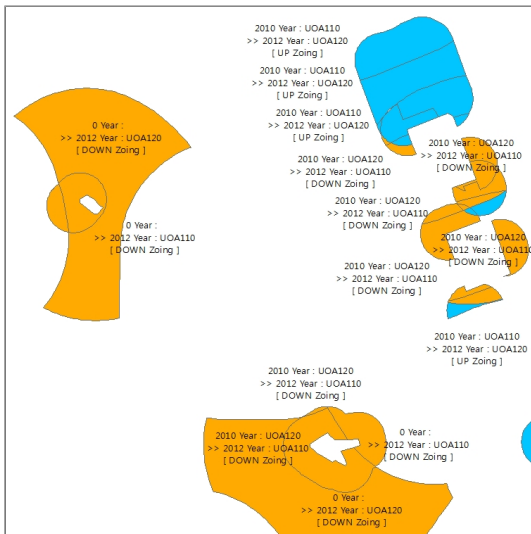 2010 Year : UOA110
>> 2012 Year : UOA120
[ UP Zoing ]
2010 Year : UOA110
>> 2012 Year : UOA120
[ UP Zoing ]
2010 Year : UOA110
>> 2012 Year : UOA120
[ UP Zoing ]
0 Year :
>> 2012 Year : UOA120
[ DOWN Zoing ]
2010 Year : UOA120
>> 2012 Year : UOA110
[ DOWN Zoing ]
2010 Year : UOA120
>> 2012 Year : UOA110
[ DOWN Zoing ]
2010 Year : UOA120
>> 2012 Year : UOA110
[ DOWN Zoing ]
0 Year :
>> 2012 Year : UOA110
[ DOWN Zoing ]
2010 Year : UOA120
>> 2012 Year : UOA110
[ DOWN Zoing ]
2010 Year : UOA120
>> 2012 Year : UOA110
[ DOWN Zoing ]
2010 Year : UOA110
>> 2012 Year : UOA120
[ UP Zoing ]
2010 Year : UOA120
>> 2012 Year : UOA110
[ DOWN Zoing ]
2010 Year : UOA120
>> 2012 Year : UOA110
[ DOWN Zoing ]
0 Year :
>> 2012 Year : UOA110
[ DOWN Zoing ]
0 Year :
>> 2012 Year : UOA120
[ DOWN Zoing ]